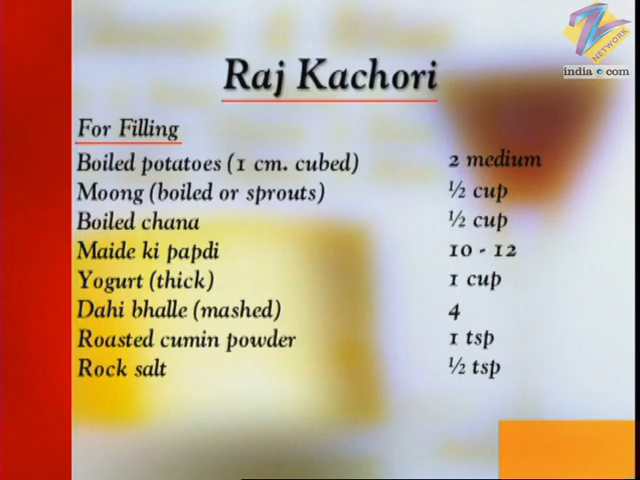 Z
NETWORK
india.com
Raj Kachori
For Filling
Boiled potatoes (1 cm. cubed) 2 medium
Moong (boiled or sprouts) ½ cup
Boiled chana ½ cup
Maide ki papdi 10 - 12
Yogurt (thick) 1 cup
Dahi bhalle (mashed) 4
Roasted cumin powder 1 tsp
Rock salt ½ tsp